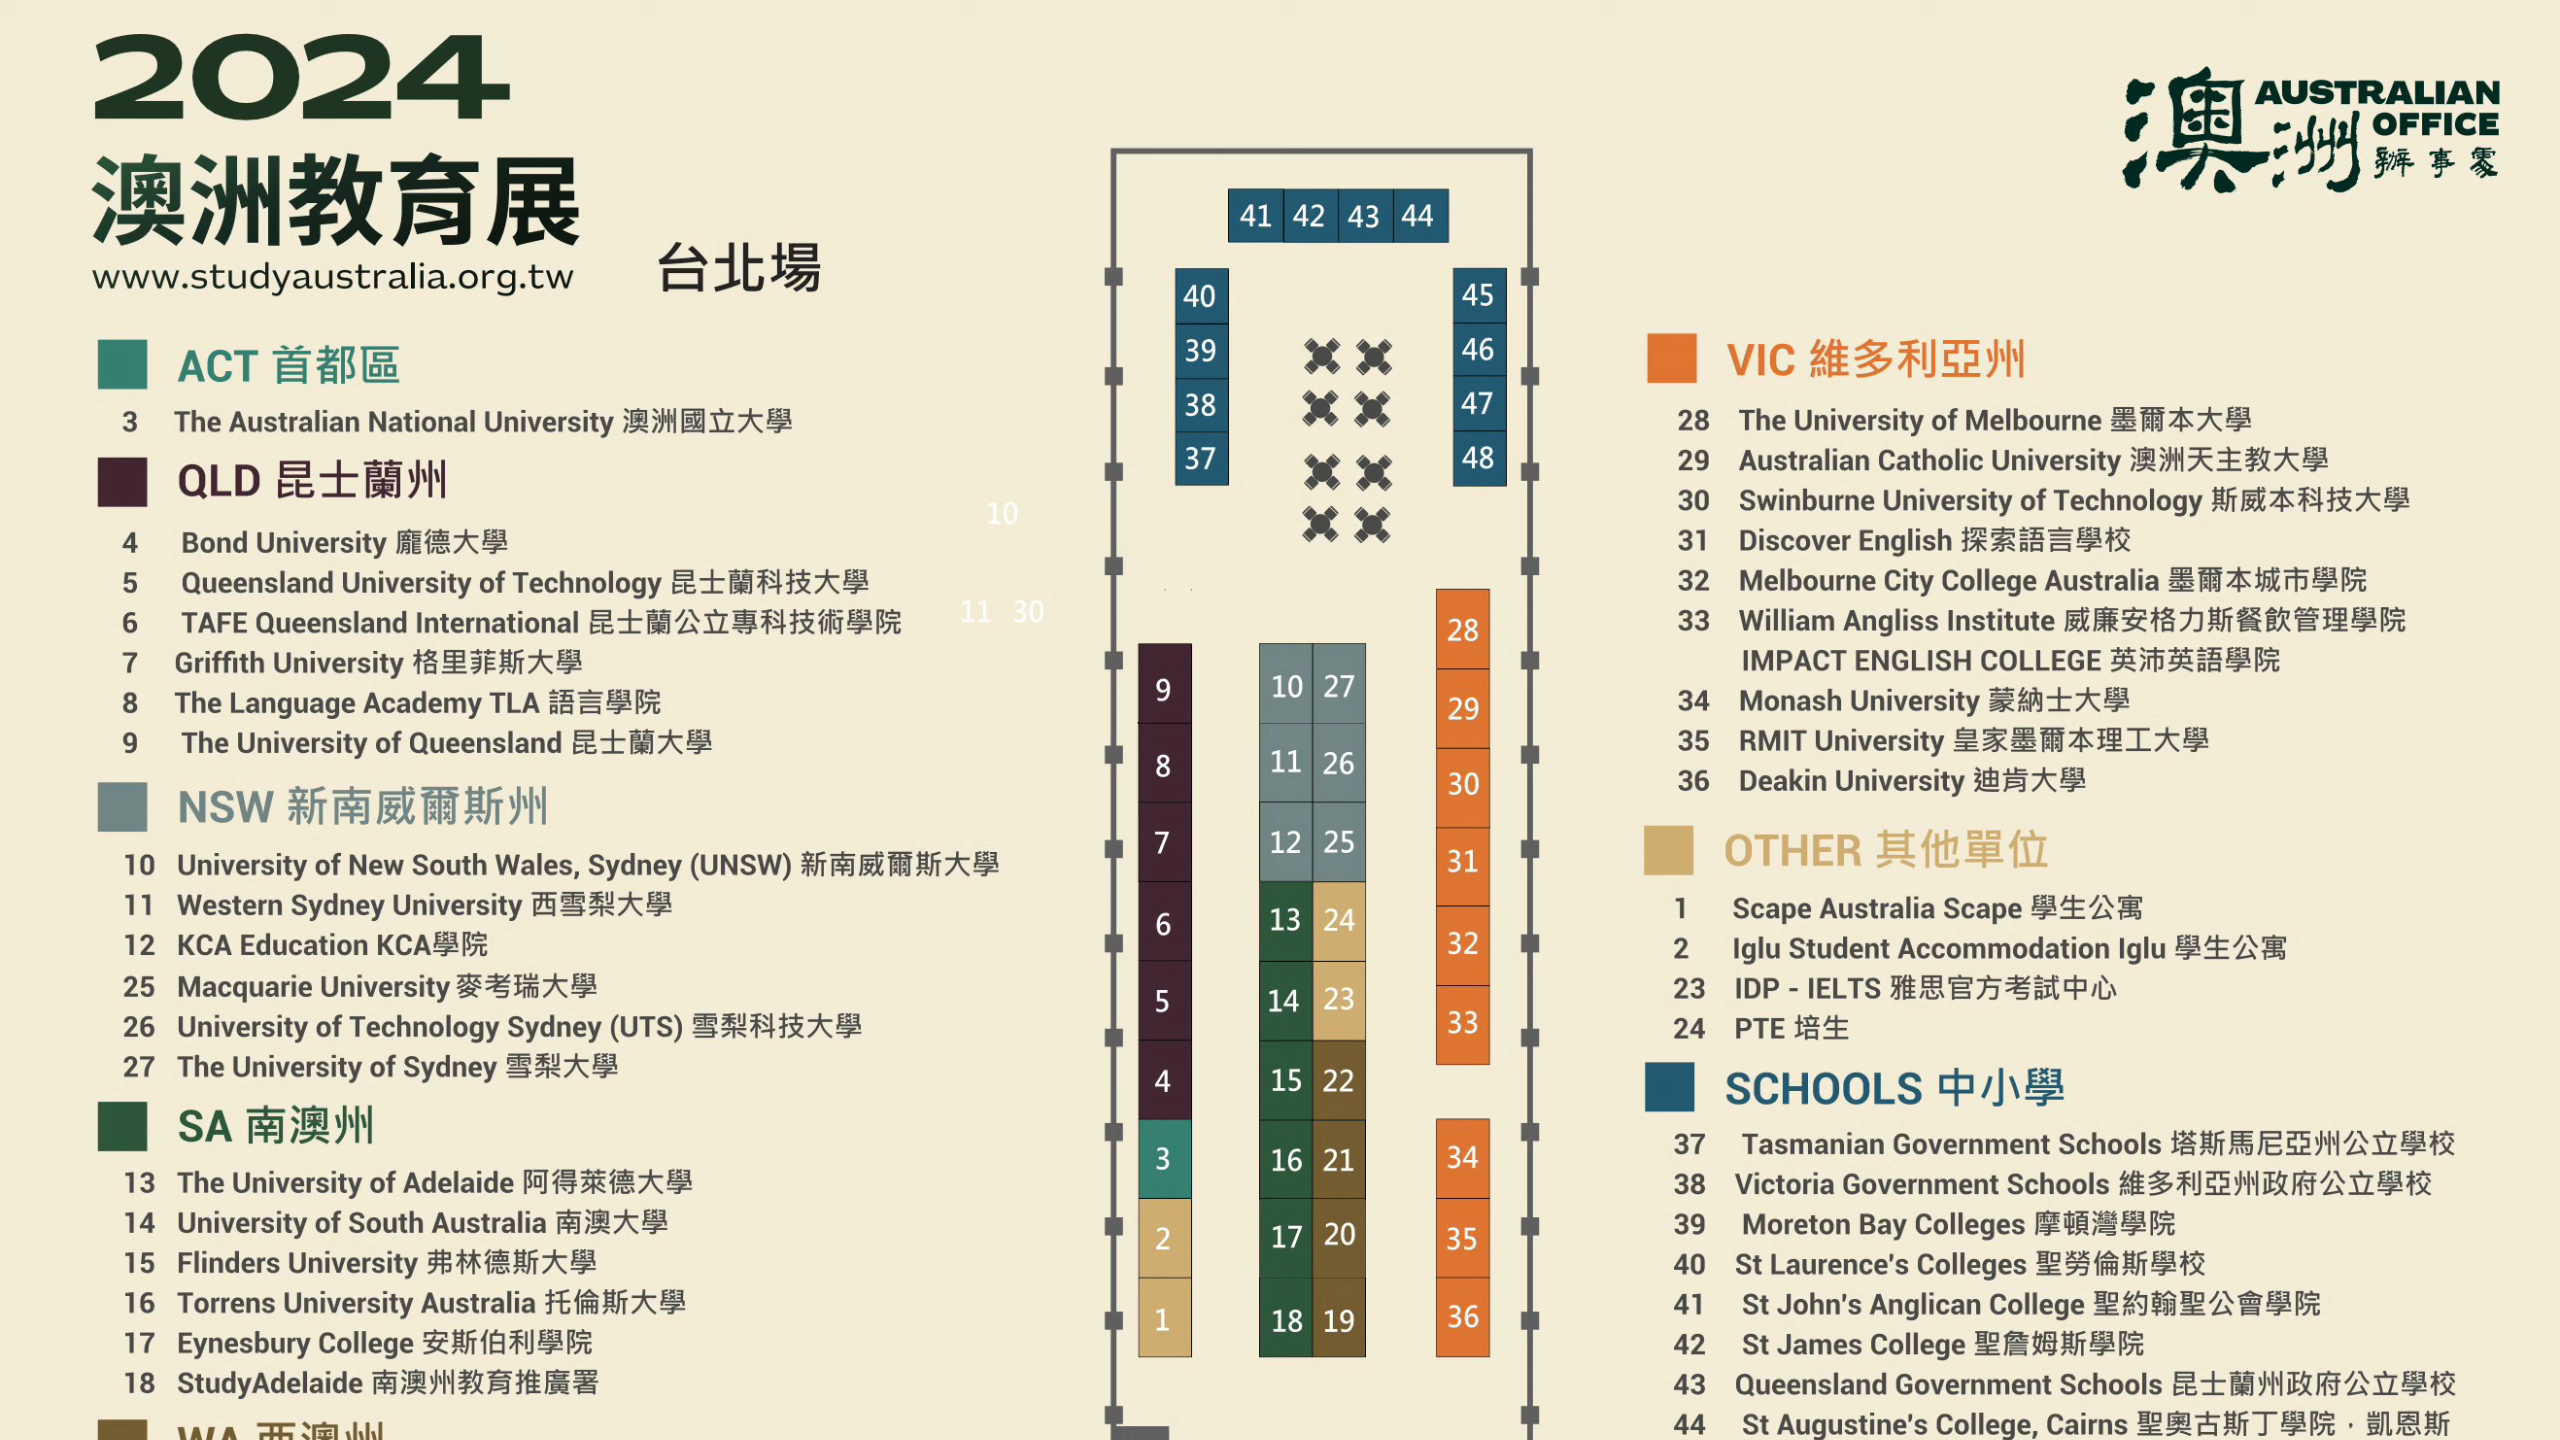 2024
澳洲教育展
www.studyaustralia.org.tw
台北場
澳洲 AUSTRALIAN OFFICE
辦事處
ACT 首都區
3 The Australian National University 澳洲國立大學
QLD 昆士蘭州
4 Bond University 龐德大學
5 Queensland University of Technology 昆士蘭科技大學
6 TAFE Queensland International 昆士蘭公立專科技術學院
7 Griffith University 格里菲斯大學
8 The Language Academy TLA 語言學院
9 The University of Queensland 昆士蘭大學
NSW 新南威爾斯州
10 University of New South Wales, Sydney (UNSW) 新南威爾斯大學
11 Western Sydney University 西雪梨大學
12 KCA Education KCA學院
25 Macquarie University 麥考瑞大學
26 University of Technology Sydney (UTS) 雪梨科技大學
27 The University of Sydney 雪梨大學
SA 南澳州
13 The University of Adelaide 阿得萊德大學
14 University of South Australia 南澳大學
15 Flinders University 弗林德斯大學
16 Torrens University Australia 托倫斯大學
17 Eynesbury College 安斯伯利學院
18 StudyAdelaide 南澳州教育推廣署
WA 西澳州
10
11 30
41 42 43 44
40 45
39 46
38 47
37 48
28
9 10 27
29
8 11 26
30
7 12 25
31
6 13 24
32
5 14 23
33
4 15 22
3 16 21 34
2 17 20 35
1 18 19 36
VIC 維多利亞州
28 The University of Melbourne 墨爾本大學
29 Australian Catholic University 澳洲天主教大學
30 Swinburne University of Technology 斯威本科技大學
31 Discover English 探索語言學校
32 Melbourne City College Australia 墨爾本城市學院
33 William Angliss Institute 威廉安格力斯餐飲管理學院
IMPACT ENGLISH COLLEGE 英沛英語學院
34 Monash University 蒙納士大學
35 RMIT University 皇家墨爾本理工大學
36 Deakin University 迪肯大學
OTHER 其他單位
1 Scape Australia Scape 學生公寓
2 Iglu Student Accommodation Iglu 學生公寓
23 IDP - IELTS 雅思官方考試中心
24 PTE 培生
SCHOOLS 中小學
37 Tasmanian Government Schools 塔斯馬尼亞州公立學校
38 Victoria Government Schools 維多利亞州政府公立學校
39 Moreton Bay Colleges 摩頓灣學院
40 St Laurence's Colleges 聖勞倫斯學校
41 St John's Anglican College 聖約翰聖公會學院
42 St James College 聖詹姆斯學院
43 Queensland Government Schools 昆士蘭州政府公立學校
44 St Augustine's College, Cairns 聖奧古斯丁學院，凱恩斯